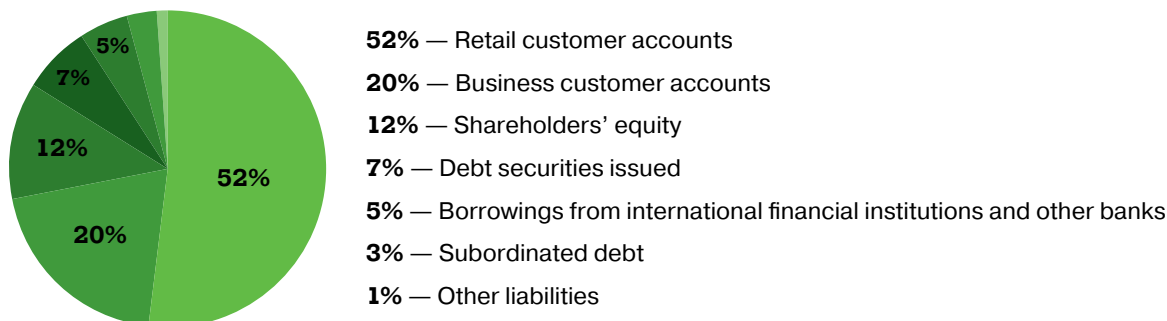 5%
7%
12%
52%
20%
52% — Retail customer accounts
20% — Business customer accounts
12% — Shareholders’ equity
7% — Debt securities issued
5% — Borrowings from international financial institutions and other banks
3% — Subordinated debt
1% — Other liabilities